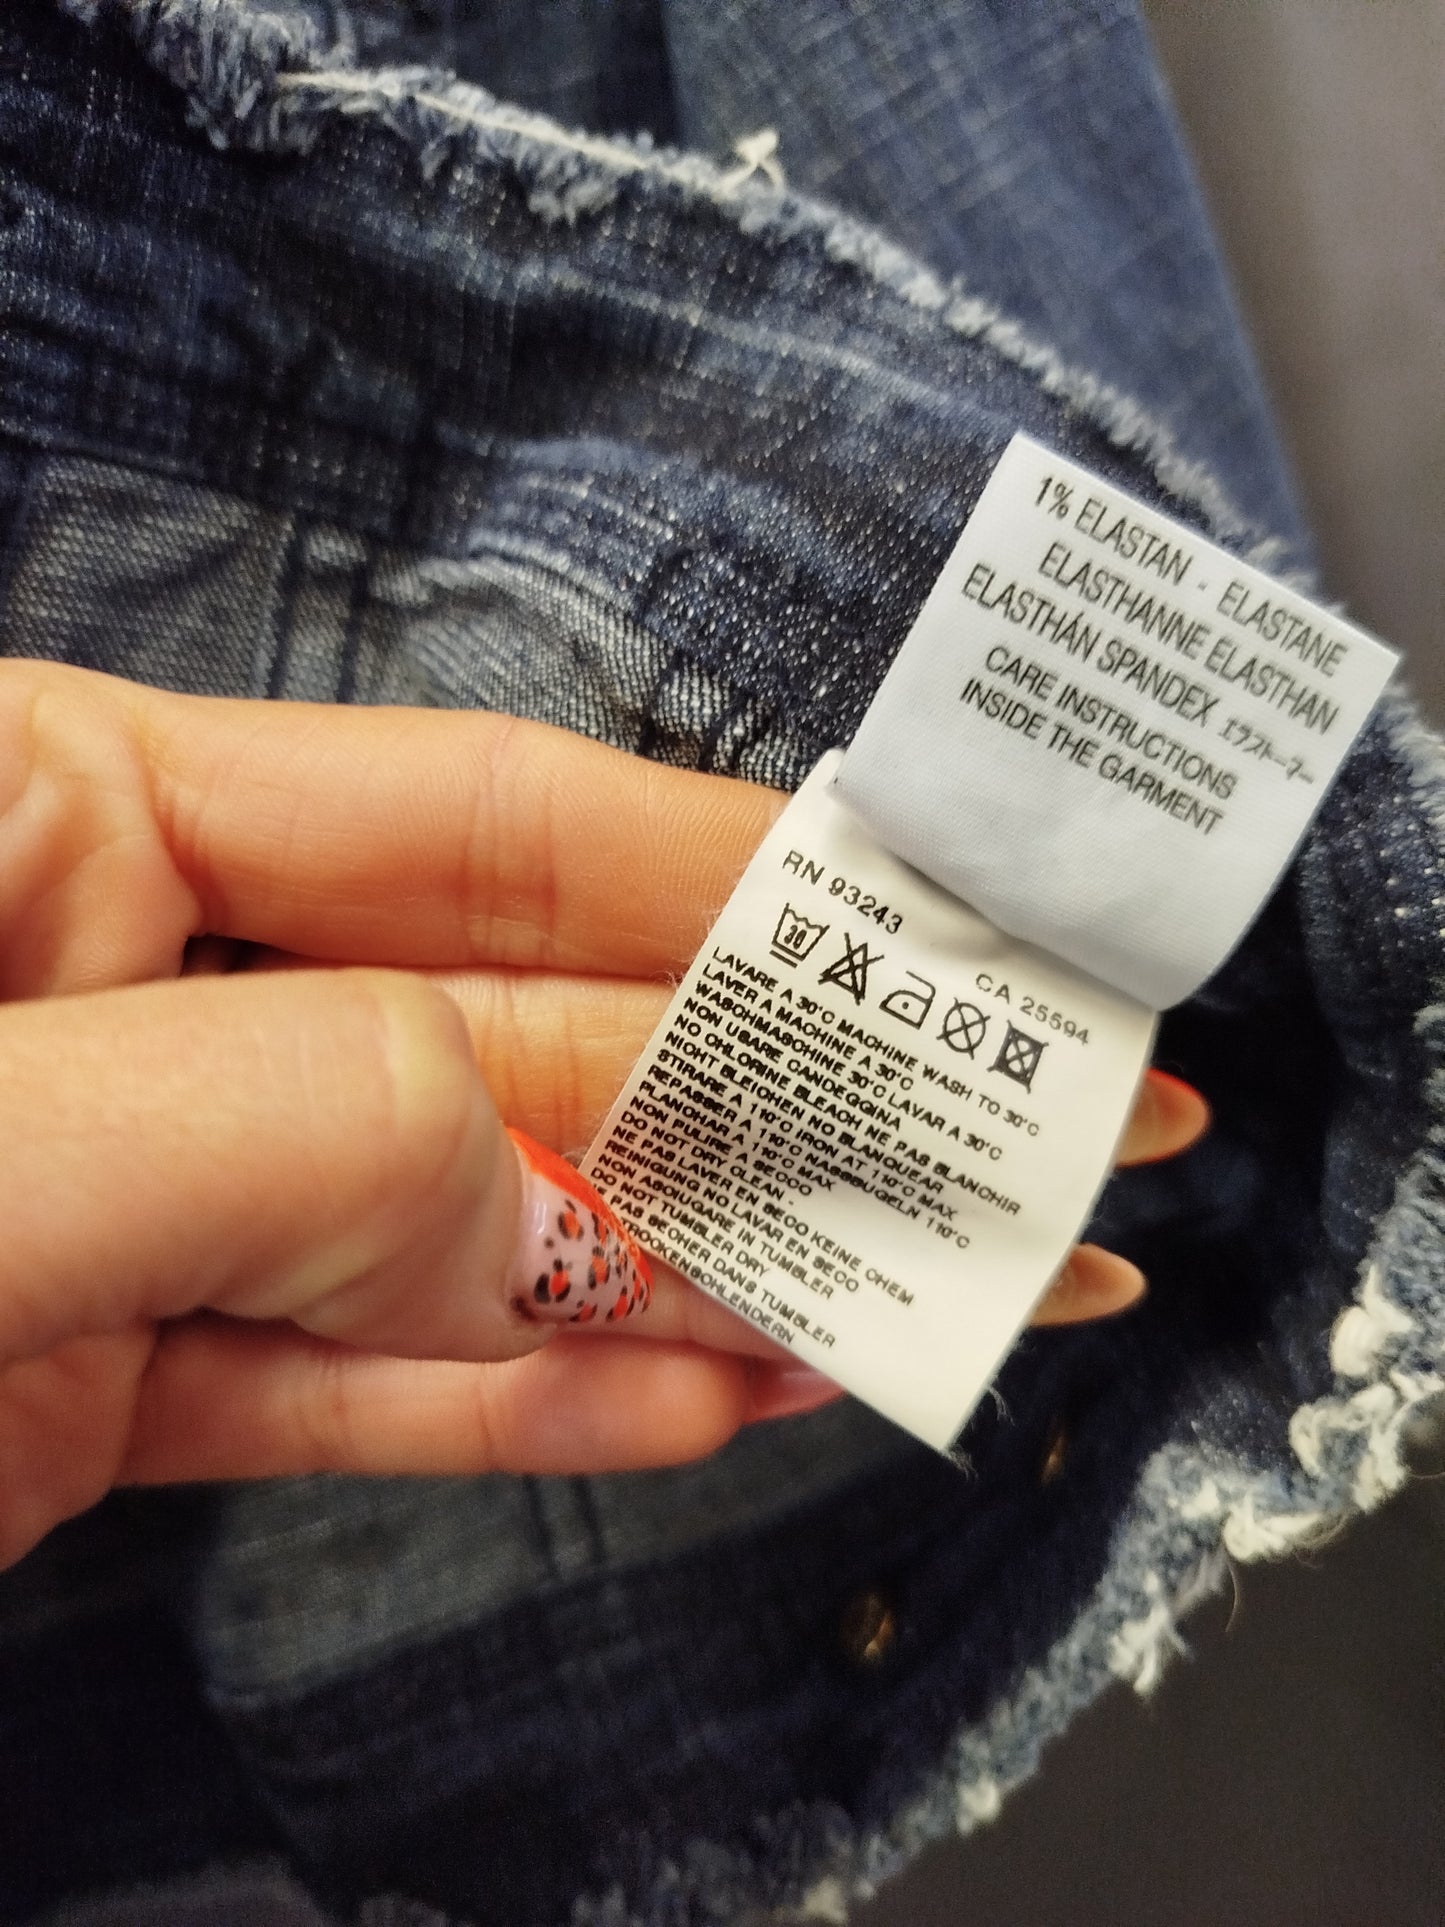 1% ELASTAN - ELASTANE
ELASTHANNE ELASTHAN
ELASTHÁN SPANDEX エラストーマー
CARE INSTRUCTIONS
INSIDE THE GARMENT
RN 93243
CA 25594
30
LAVARE A 30°C MACHINE WASH TO 30°C
LAVER A MACHINE A 30°C
WASCHMASCHINE 30°C LAVAR A 30°C
NON USARE CANDEGGINA
NO CHLORINE BLEACH NE PAS BLANCHIR
NICHT BLEICHEN NO BLANQUEAR
STIRARE A 110°C IRON AT 110°C MAX
REPASSER A 110°C NASSBUGELN 110°C
PLANCHAR A 110°C MAX
NON PULIRE A SECCO
DO NOT DRY CLEAN -
NE PAS LAVER EN SECO KEINE CHEM
REINIGUNG NO LAVAR EN SECO
NON ASCIUGARE IN TUMBLER
DO NOT TUMBLER DRY
PAS SECHER DANS TUMBLER
TROCKENSCHLENDERN